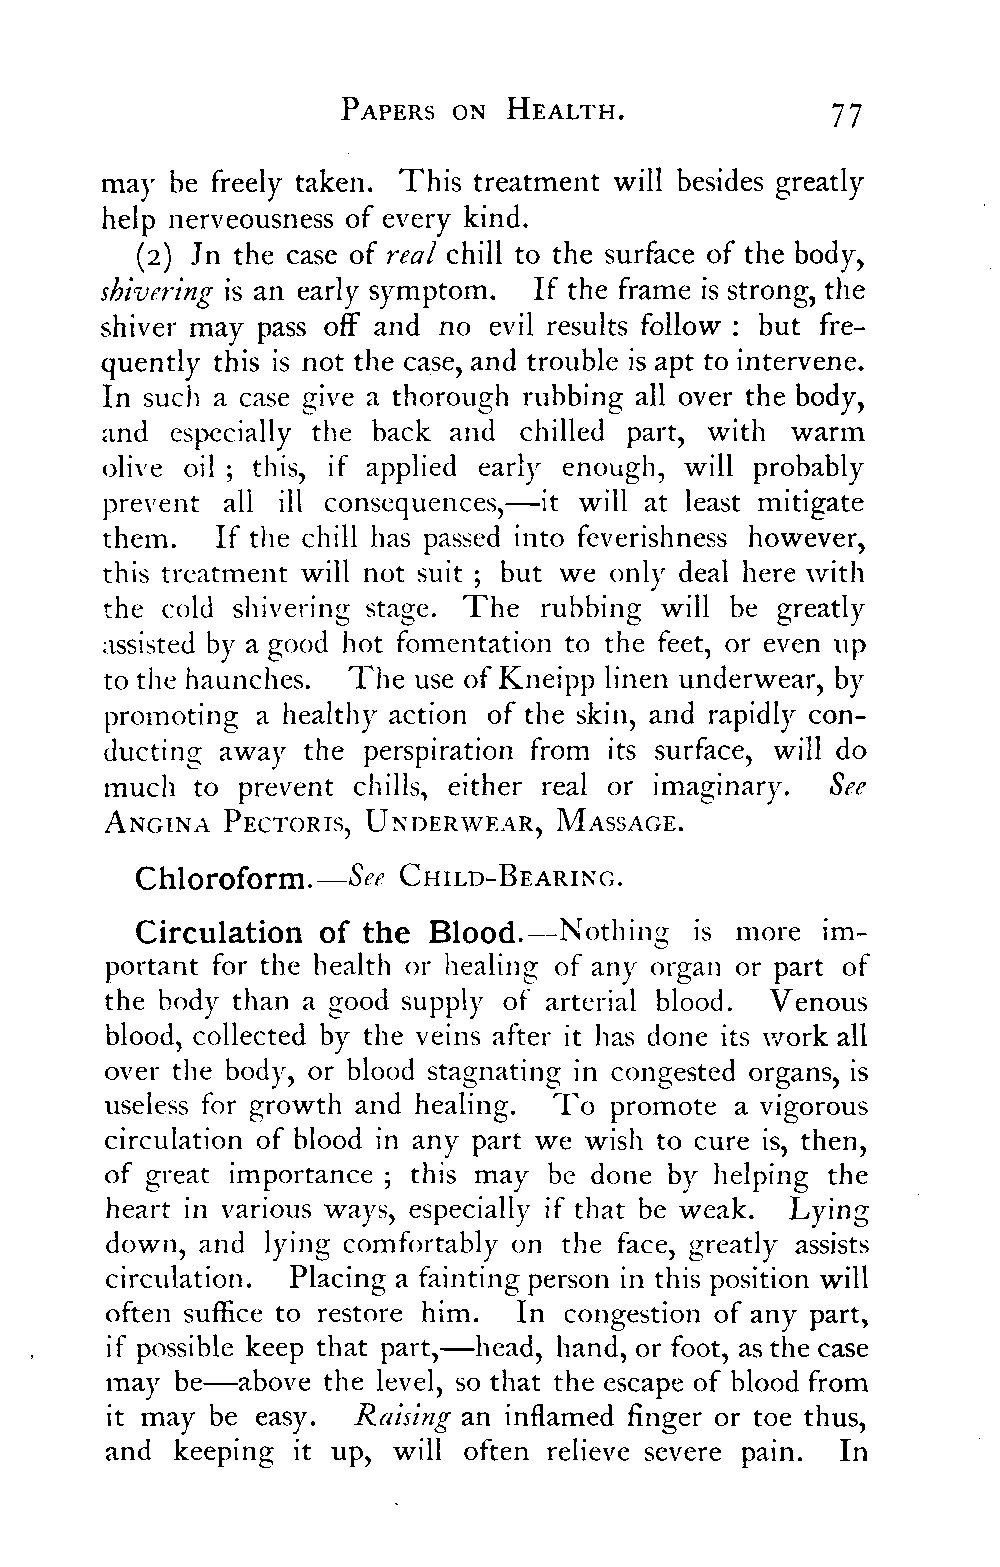 PAPERS ON HEALTH. 77
may be freely taken. This treatment will besides greatly
help nerveousness of every kind.
(2) In the case of real chill to the surface of the body,
shivering is an early symptom. If the frame is strong, the
shiver may pass off and no evil results follow : but fre-
quently this is not the case, and trouble is apt to intervene.
In such a case give a thorough rubbing all over the body,
and especially the back and chilled part, with warm
olive oil ; this, if applied early enough, will probably
prevent all ill consequences,—it will at least mitigate
them. If the chill has passed into feverishness however,
this treatment will not suit ; but we only deal here with
the cold shivering stage. The rubbing will be greatly
assisted by a good hot fomentation to the feet, or even up
to the haunches. The use of Kneipp linen underwear, by
promoting a healthy action of the skin, and rapidly con-
ducting away the perspiration from its surface, will do
much to prevent chills, either real or imaginary. See
ANGINA PECTORIS, UNDERWEAR, MASSAGE.
Chloroform.—See CHILD-BEARING.
Circulation of the Blood.—Nothing is more im-
portant for the health or healing of any organ or part of
the body than a good supply of arterial blood. Venous
blood, collected by the veins after it has done its work all
over the body, or blood stagnating in congested organs, is
useless for growth and healing. To promote a vigorous
circulation of blood in any part we wish to cure is, then,
of great importance ; this may be done by helping the
heart in various ways, especially if that be weak. Lying
down, and lying comfortably on the face, greatly assists
circulation. Placing a fainting person in this position will
often suffice to restore him. In congestion of any part,
if possible keep that part,—head, hand, or foot, as the case
may be—above the level, so that the escape of blood from
it may be easy. Raising an inflamed finger or toe thus,
and keeping it up, will often relieve severe pain. In